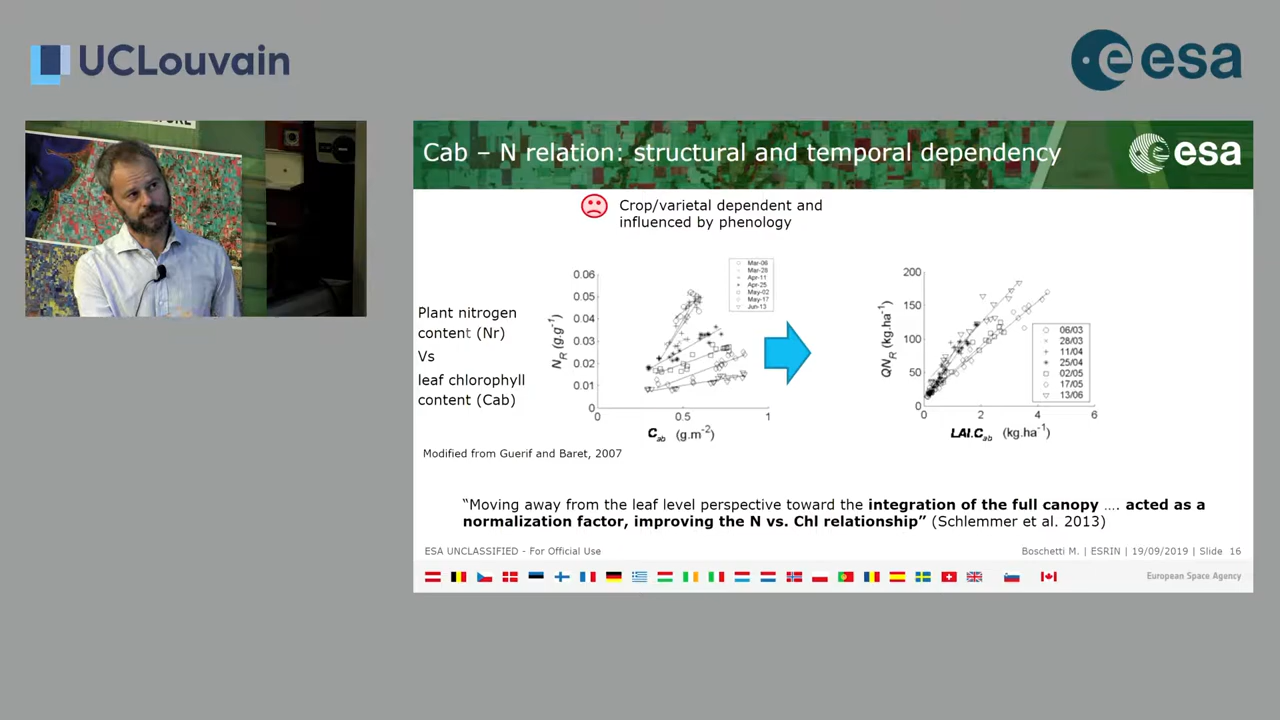 UCLouvain
esa
Cab – N relation: structural and temporal dependency
esa
Crop/varietal dependent and
influenced by phenology
Plant nitrogen
content (Nr)
Vs
leaf chlorophyll
content (Cab)
0.06
0.05
0.04
0.03
0.02
0.01
0
0
0.5
1
N_R (g.g⁻¹)
C_ab (g.m⁻²)
Mar-06
Mar-28
Apr-11
Apr-25
May-02
May-17
Jun-13
200
150
100
50
0
0
2
4
6
QN_R (kg.ha⁻¹)
LAI.C_ab (kg.ha⁻¹)
06/03
28/03
11/04
25/04
02/05
17/05
13/06
Modified from Guerif and Baret, 2007
“Moving away from the leaf level perspective toward the integration of the full canopy .... acted as a
normalization factor, improving the N vs. Chl relationship” (Schlemmer et al. 2013)
ESA UNCLASSIFIED - For Official Use
Boschetti M. | ESRIN | 19/09/2019 | Slide 16
European Space Agency